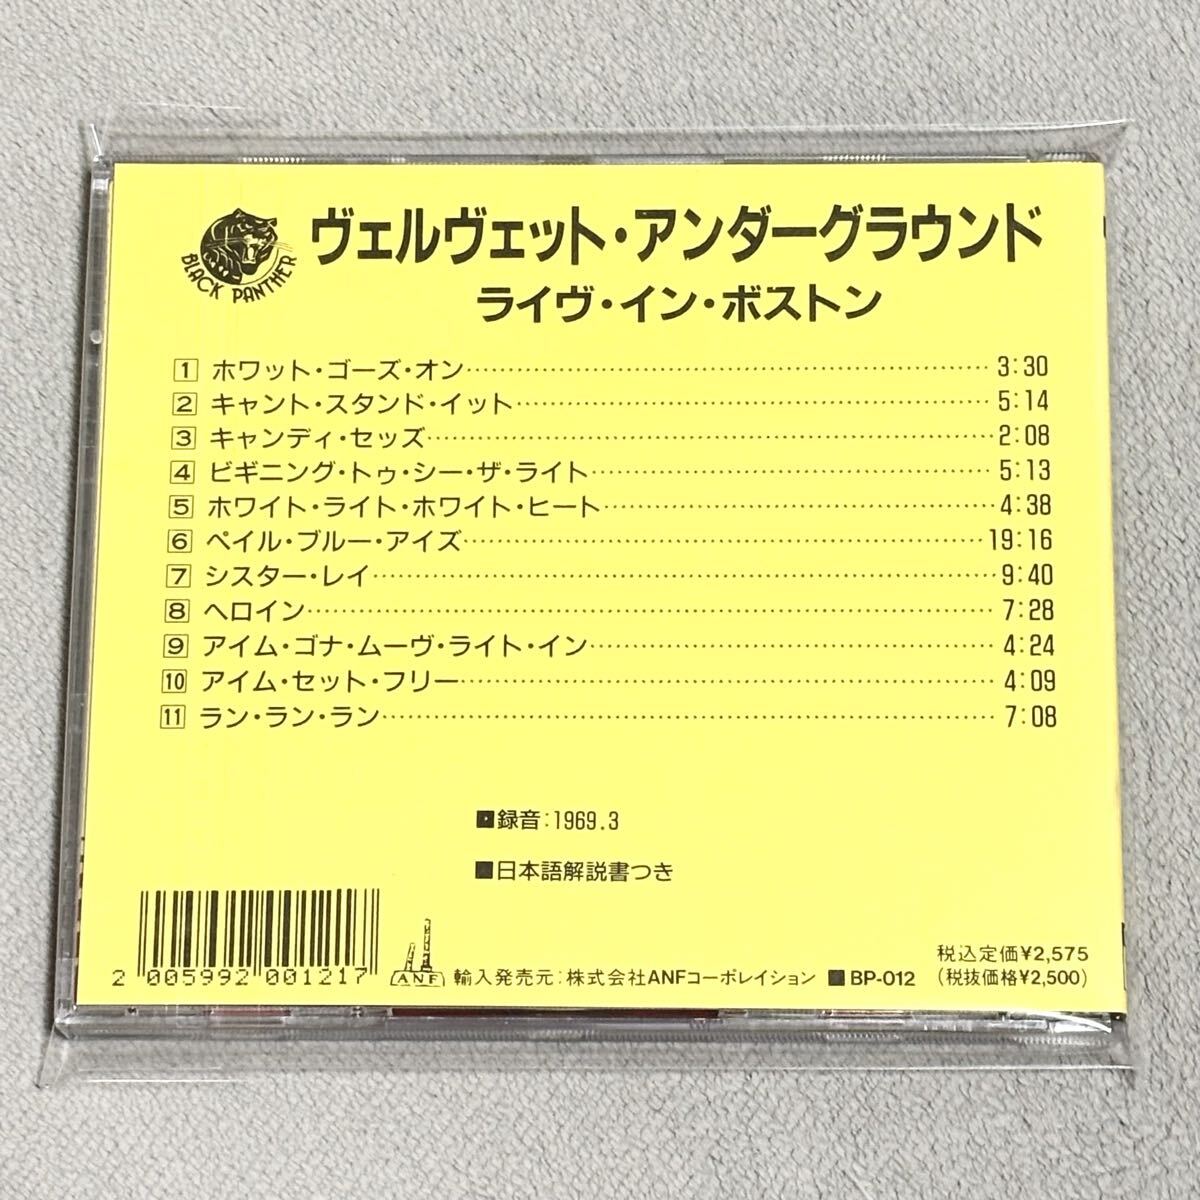 BLACK PANTHER
ヴェルヴェット・アンダーグラウンド
ライヴ・イン・ボストン
1 ホワット・ゴーズ・オン 3:30
2 キャント・スタンド・イット 5:14
3 キャンディ・セッズ 2:08
4 ビギニング・トゥ・シー・ザ・ライト 5:13
5 ホワイト・ライト・ホワイト・ヒート 4:38
6 ペイル・ブルー・アイズ 19:16
7 シスター・レイ 9:40
8 ヘロイン 7:28
9 アイム・ゴナ・ムーヴ・ライト・イン 4:24
10 アイム・セット・フリー 4:09
11 ラン・ラン・ラン 7:08
■録音:1969.3
■日本語解説書つき
2 005992 001217
ANF 輸入発売元:株式会社ANFコーポレイション ■BP-012
税込定価¥2,575
(税抜価格¥2,500)